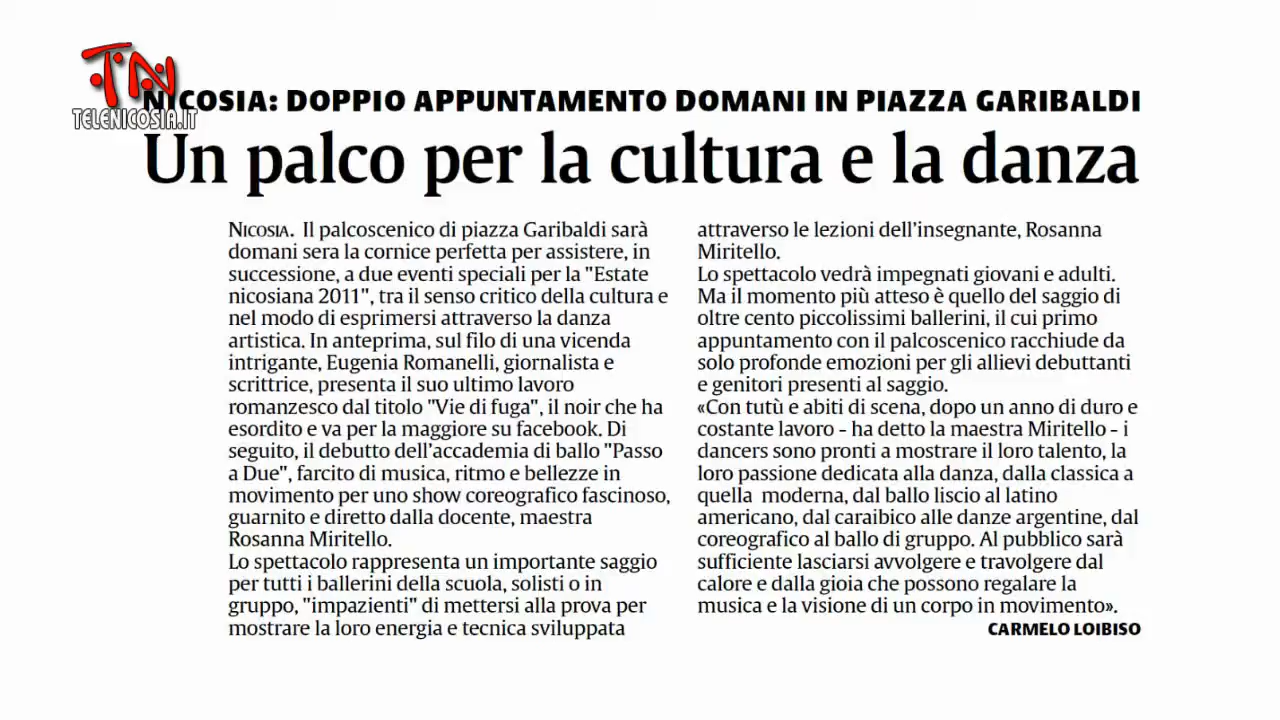 TN
TELENICOSIA.IT
NICOSIA: DOPPIO APPUNTAMENTO DOMANI IN PIAZZA GARIBALDI
Un palco per la cultura e la danza
NICOSIA. Il palcoscenico di piazza Garibaldi sarà
domani sera la cornice perfetta per assistere, in
successione, a due eventi speciali per la "Estate
nicosiana 2011", tra il senso critico della cultura e
nel modo di esprimersi attraverso la danza
artistica. In anteprima, sul filo di una vicenda
intrigante, Eugenia Romanelli, giornalista e
scrittrice, presenta il suo ultimo lavoro
romanzesco dal titolo "Vie di fuga", il noir che ha
esordito e va per la maggiore su facebook. Di
seguito, il debutto dell'accademia di ballo "Passo
a Due", farcito di musica, ritmo e bellezze in
movimento per uno show coreografico fascinoso,
guarnito e diretto dalla docente, maestra
Rosanna Miritello.
Lo spettacolo rappresenta un importante saggio
per tutti i ballerini della scuola, solisti o in
gruppo, "impazienti" di mettersi alla prova per
mostrare la loro energia e tecnica sviluppata
attraverso le lezioni dell'insegnante, Rosanna
Miritello.
Lo spettacolo vedrà impegnati giovani e adulti.
Ma il momento più atteso è quello del saggio di
oltre cento piccolissimi ballerini, il cui primo
appuntamento con il palcoscenico racchiude da
solo profonde emozioni per gli allievi debuttanti
e genitori presenti al saggio.
«Con tutù e abiti di scena, dopo un anno di duro e
costante lavoro - ha detto la maestra Miritello - i
dancers sono pronti a mostrare il loro talento, la
loro passione dedicata alla danza, dalla classica a
quella moderna, dal ballo liscio al latino
americano, dal caraibico alle danze argentine, dal
coreografico al ballo di gruppo. Al pubblico sarà
sufficiente lasciarsi avvolgere e travolgere dal
calore e dalla gioia che possono regalare la
musica e la visione di un corpo in movimento».
CARMELO LOIBISO